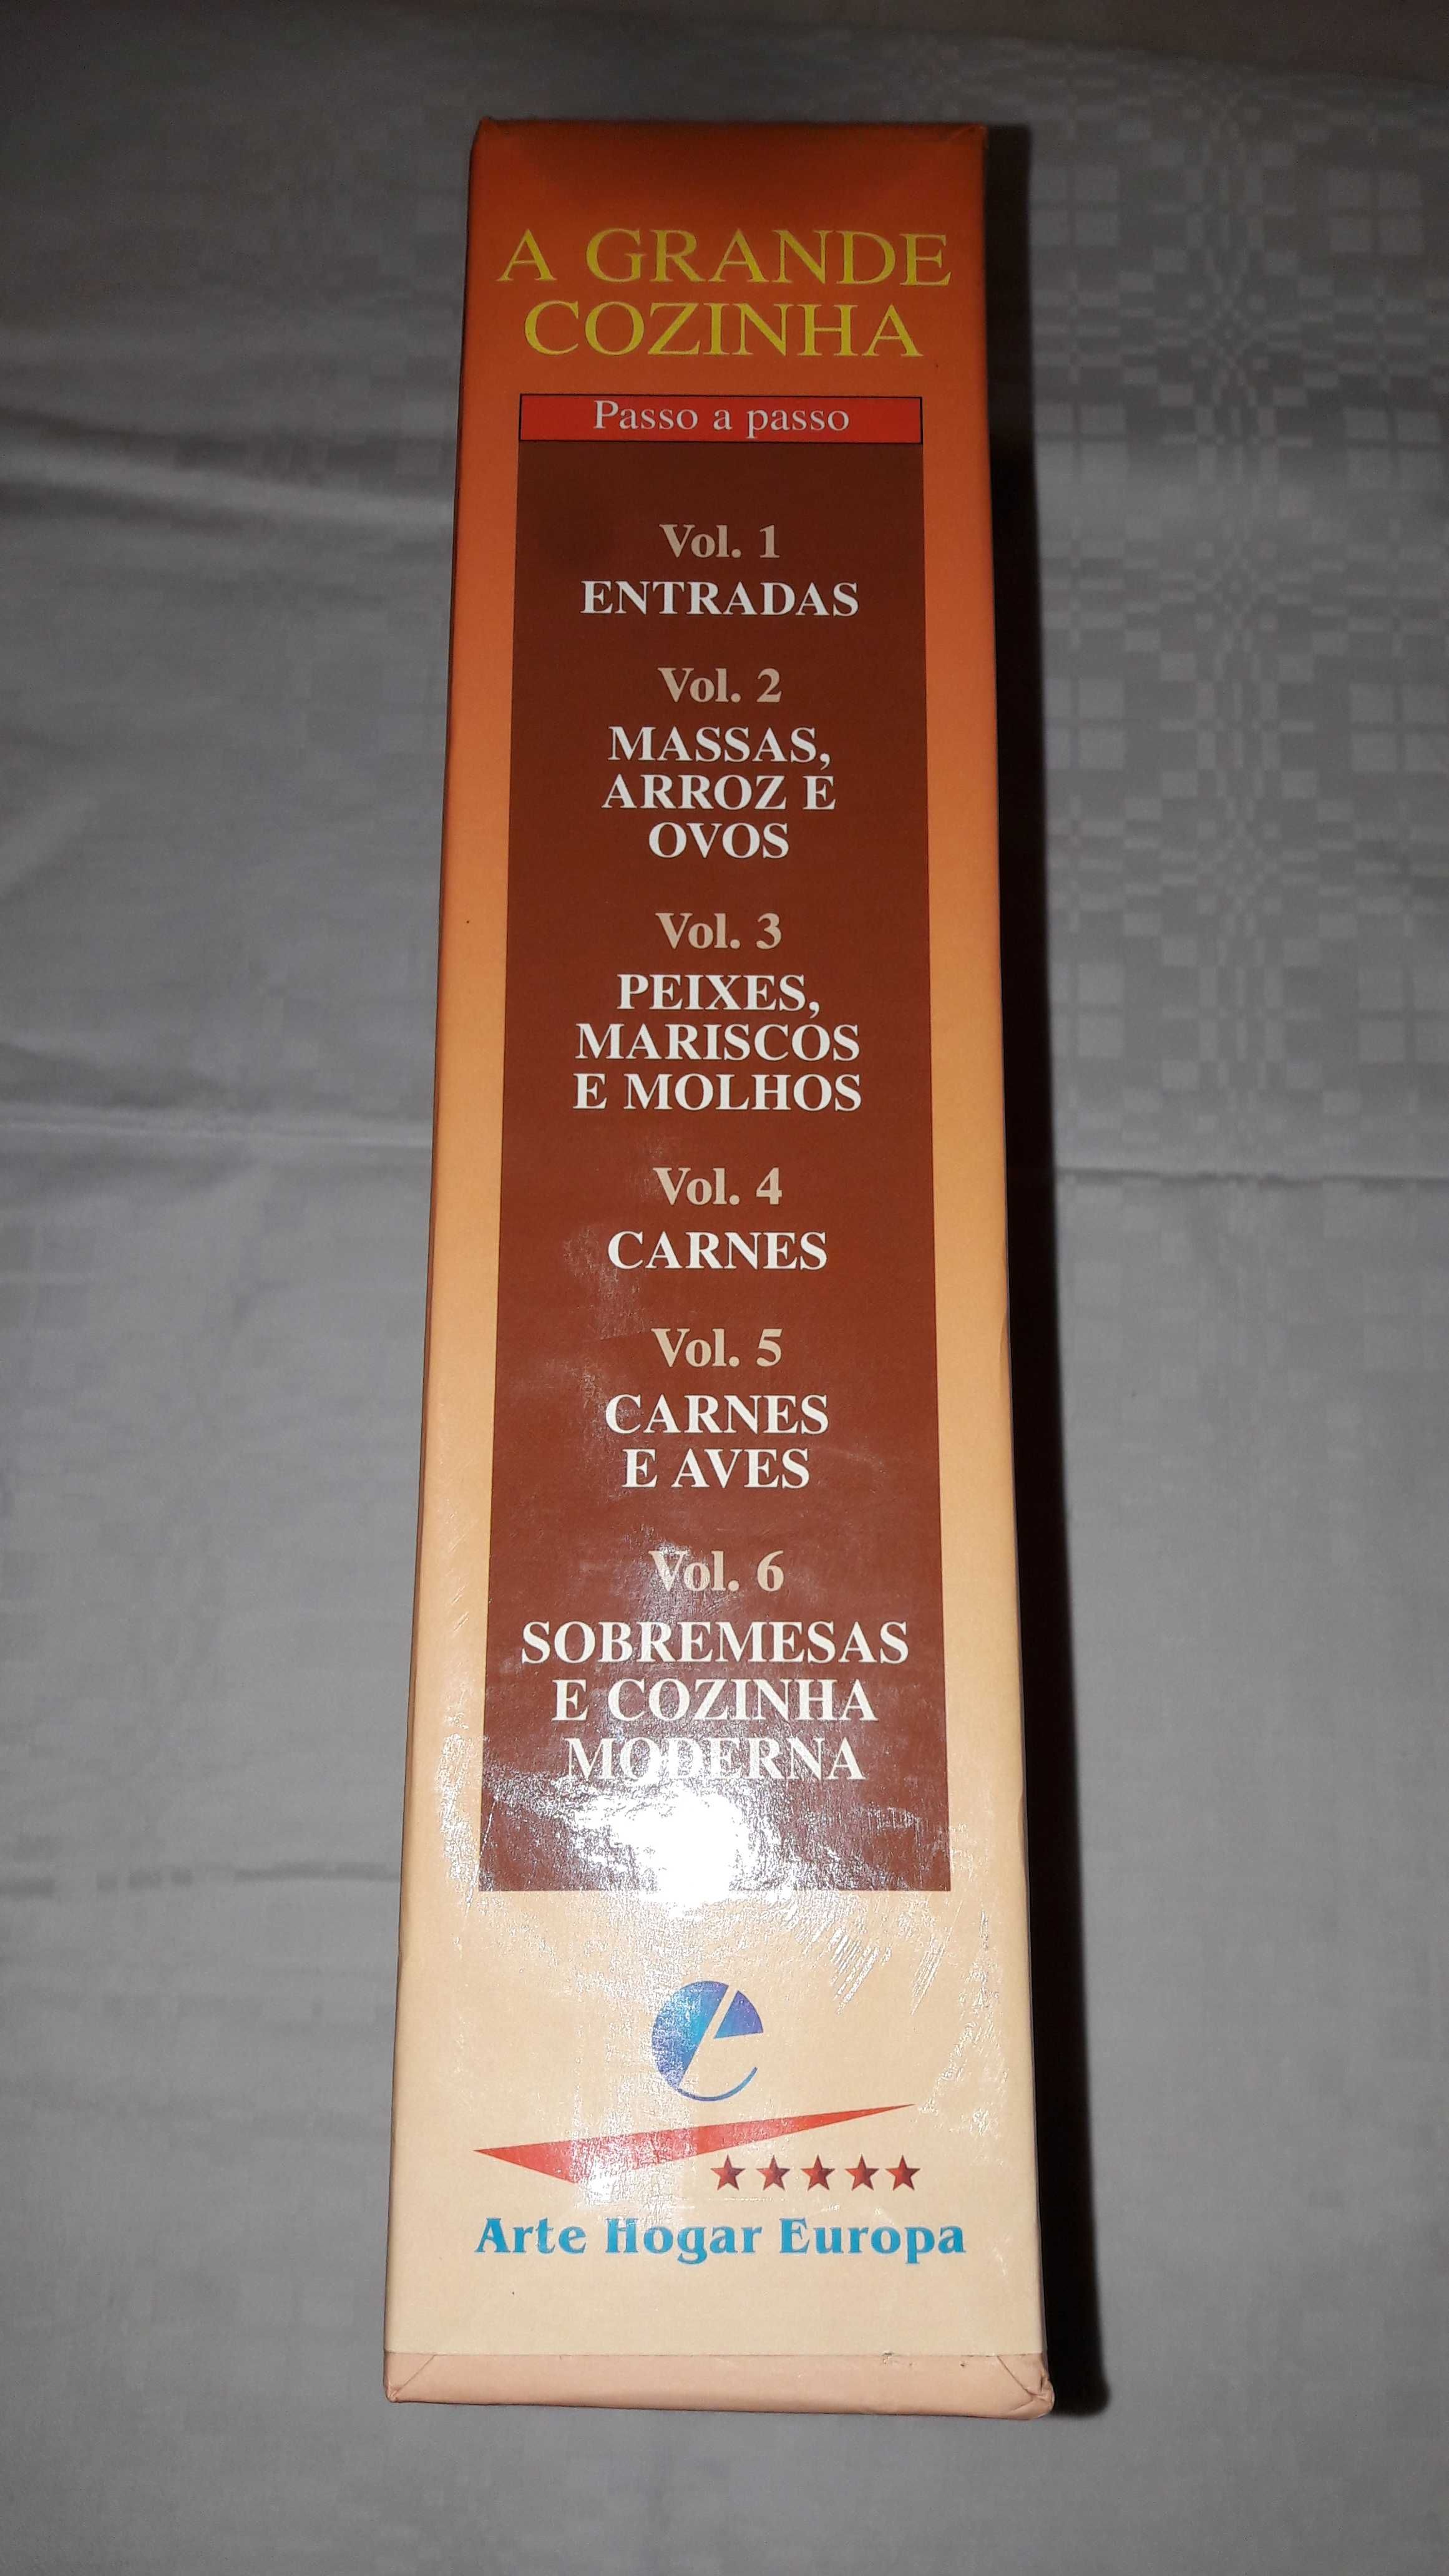 A GRANDE
COZINHA
Passo a passo
Vol. 1
ENTRADAS
Vol. 2
MASSAS,
ARROZ E
OVOS
Vol. 3
PEIXES,
MARISCOS
E MOLHOS
Vol. 4
CARNES
Vol. 5
CARNES
E AVES
Vol. 6
SOBREMESAS
E COZINHA
MODERNA
e
Arte Hogar Europa